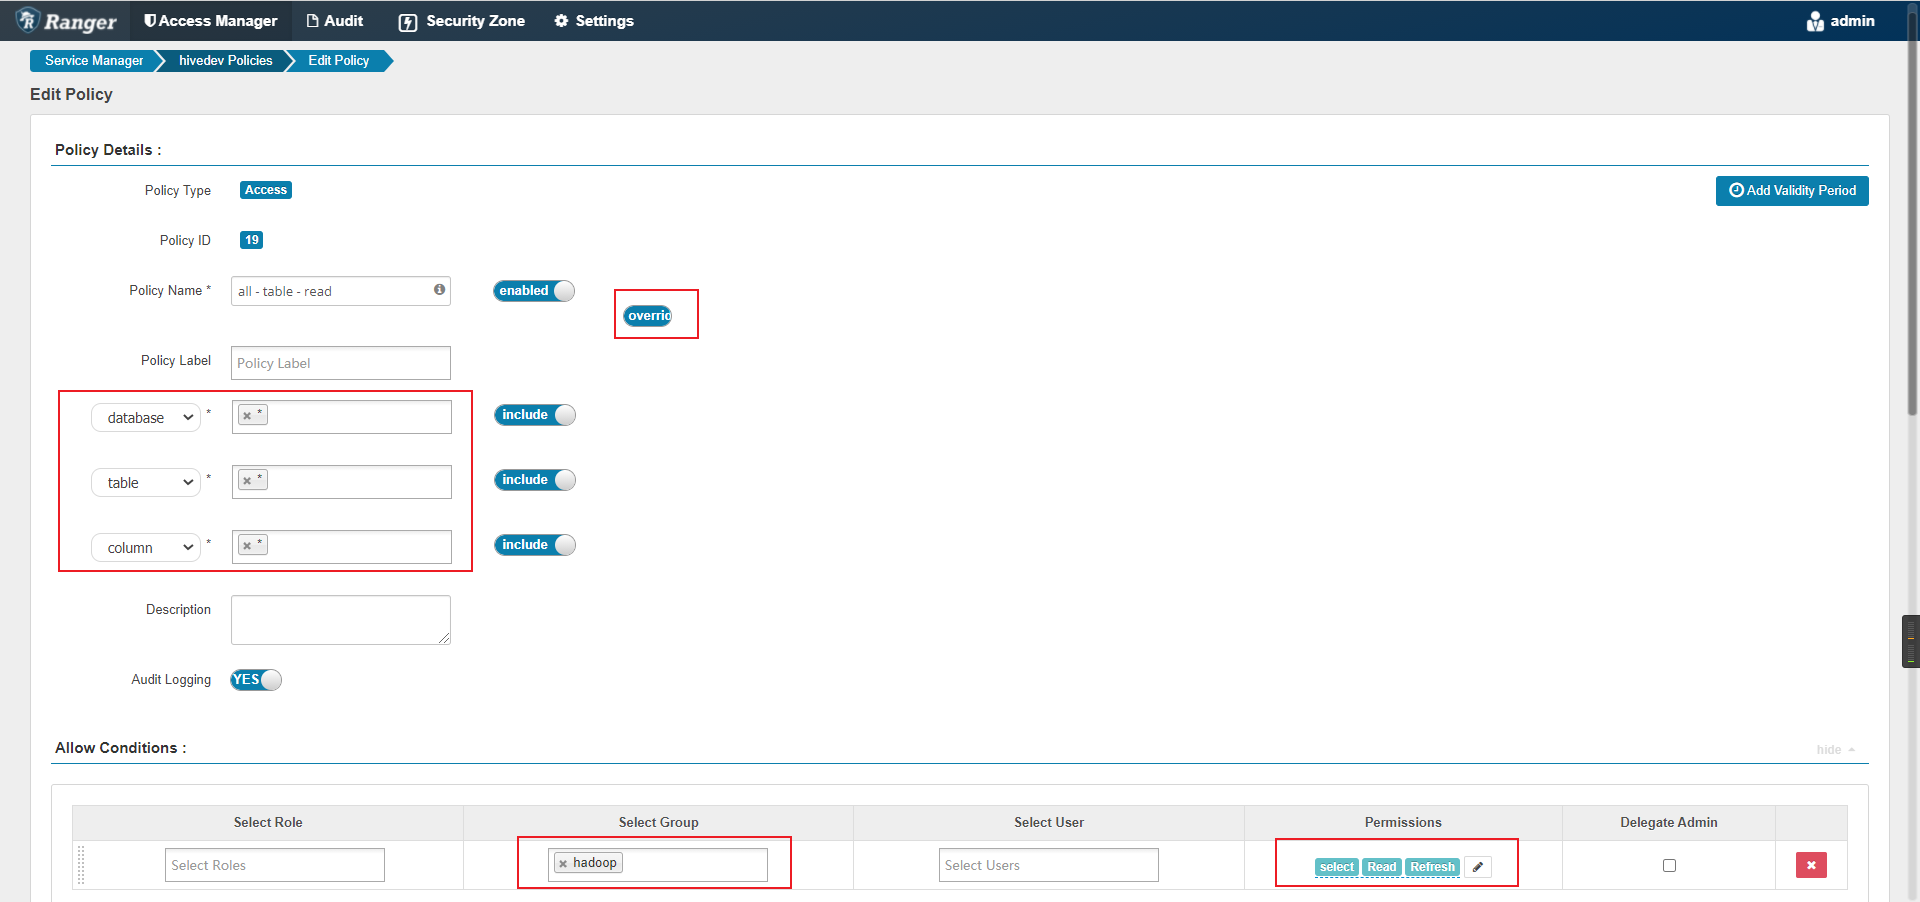 Ranger Access Manager Audit Security Zone Settings admin
Service Manager hivedev Policies Edit Policy
Edit Policy
Policy Details :
Policy Type Access Add Validity Period
Policy ID 19
Policy Name * all - table - read enabled
overrid
Policy Label Policy Label
database * × * include
table * × * include
column * × * include
Description
Audit Logging YES
Allow Conditions :
hide
Select Role Select Group Select User Permissions Delegate Admin
Select Roles × hadoop Select Users select Read Refresh